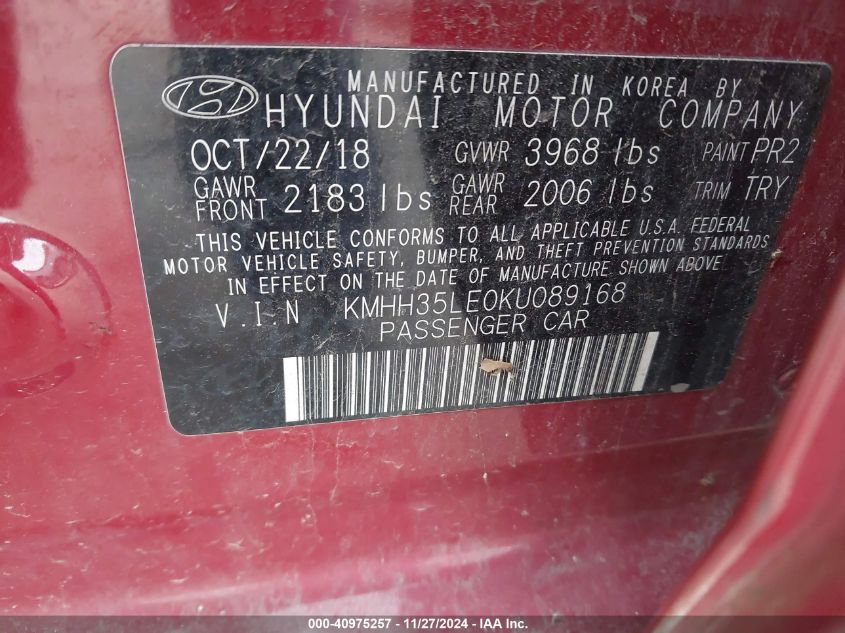 MANUFACTURED IN KOREA BY
HYUNDAI MOTOR COMPANY
OCT/22/18 GVWR 3968 lbs PAINT PR2
GAWR FRONT 2183 lbs GAWR REAR 2006 lbs TRIM TRY
THIS VEHICLE CONFORMS TO ALL APPLICABLE U.S.A. FEDERAL
MOTOR VEHICLE SAFETY, BUMPER, AND THEFT PREVENTION STANDARDS
IN EFFECT ON THE DATE OF MANUFACTURE SHOWN ABOVE.
V.I.N KMHH35LE0KU089168
PASSENGER CAR
000-40975257 - 11/27/2024 - IAA, Inc.